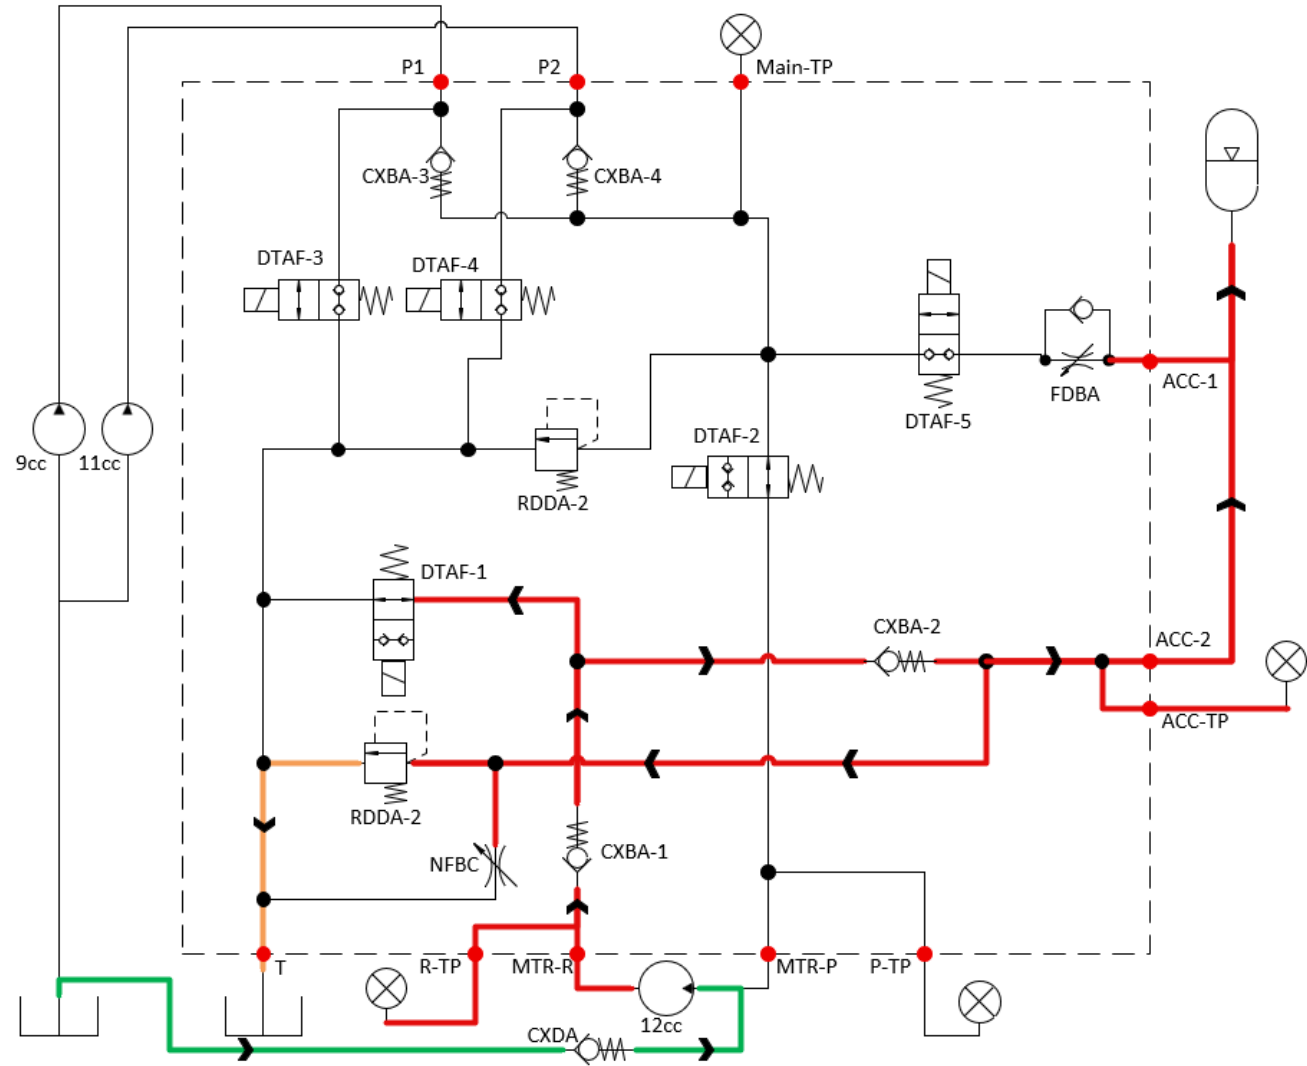 P1
P2
Main-TP
CXBA-3
CXBA-4
DTAF-3
DTAF-4
ACC-1
FDBA
DTAF-5
DTAF-2
9cc
11cc
RDDA-2
DTAF-1
CXBA-2
ACC-2
ACC-TP
RDDA-2
NFBC
CXBA-1
T
R-TP
MTR-R
MTR-P
P-TP
12cc
CXDA